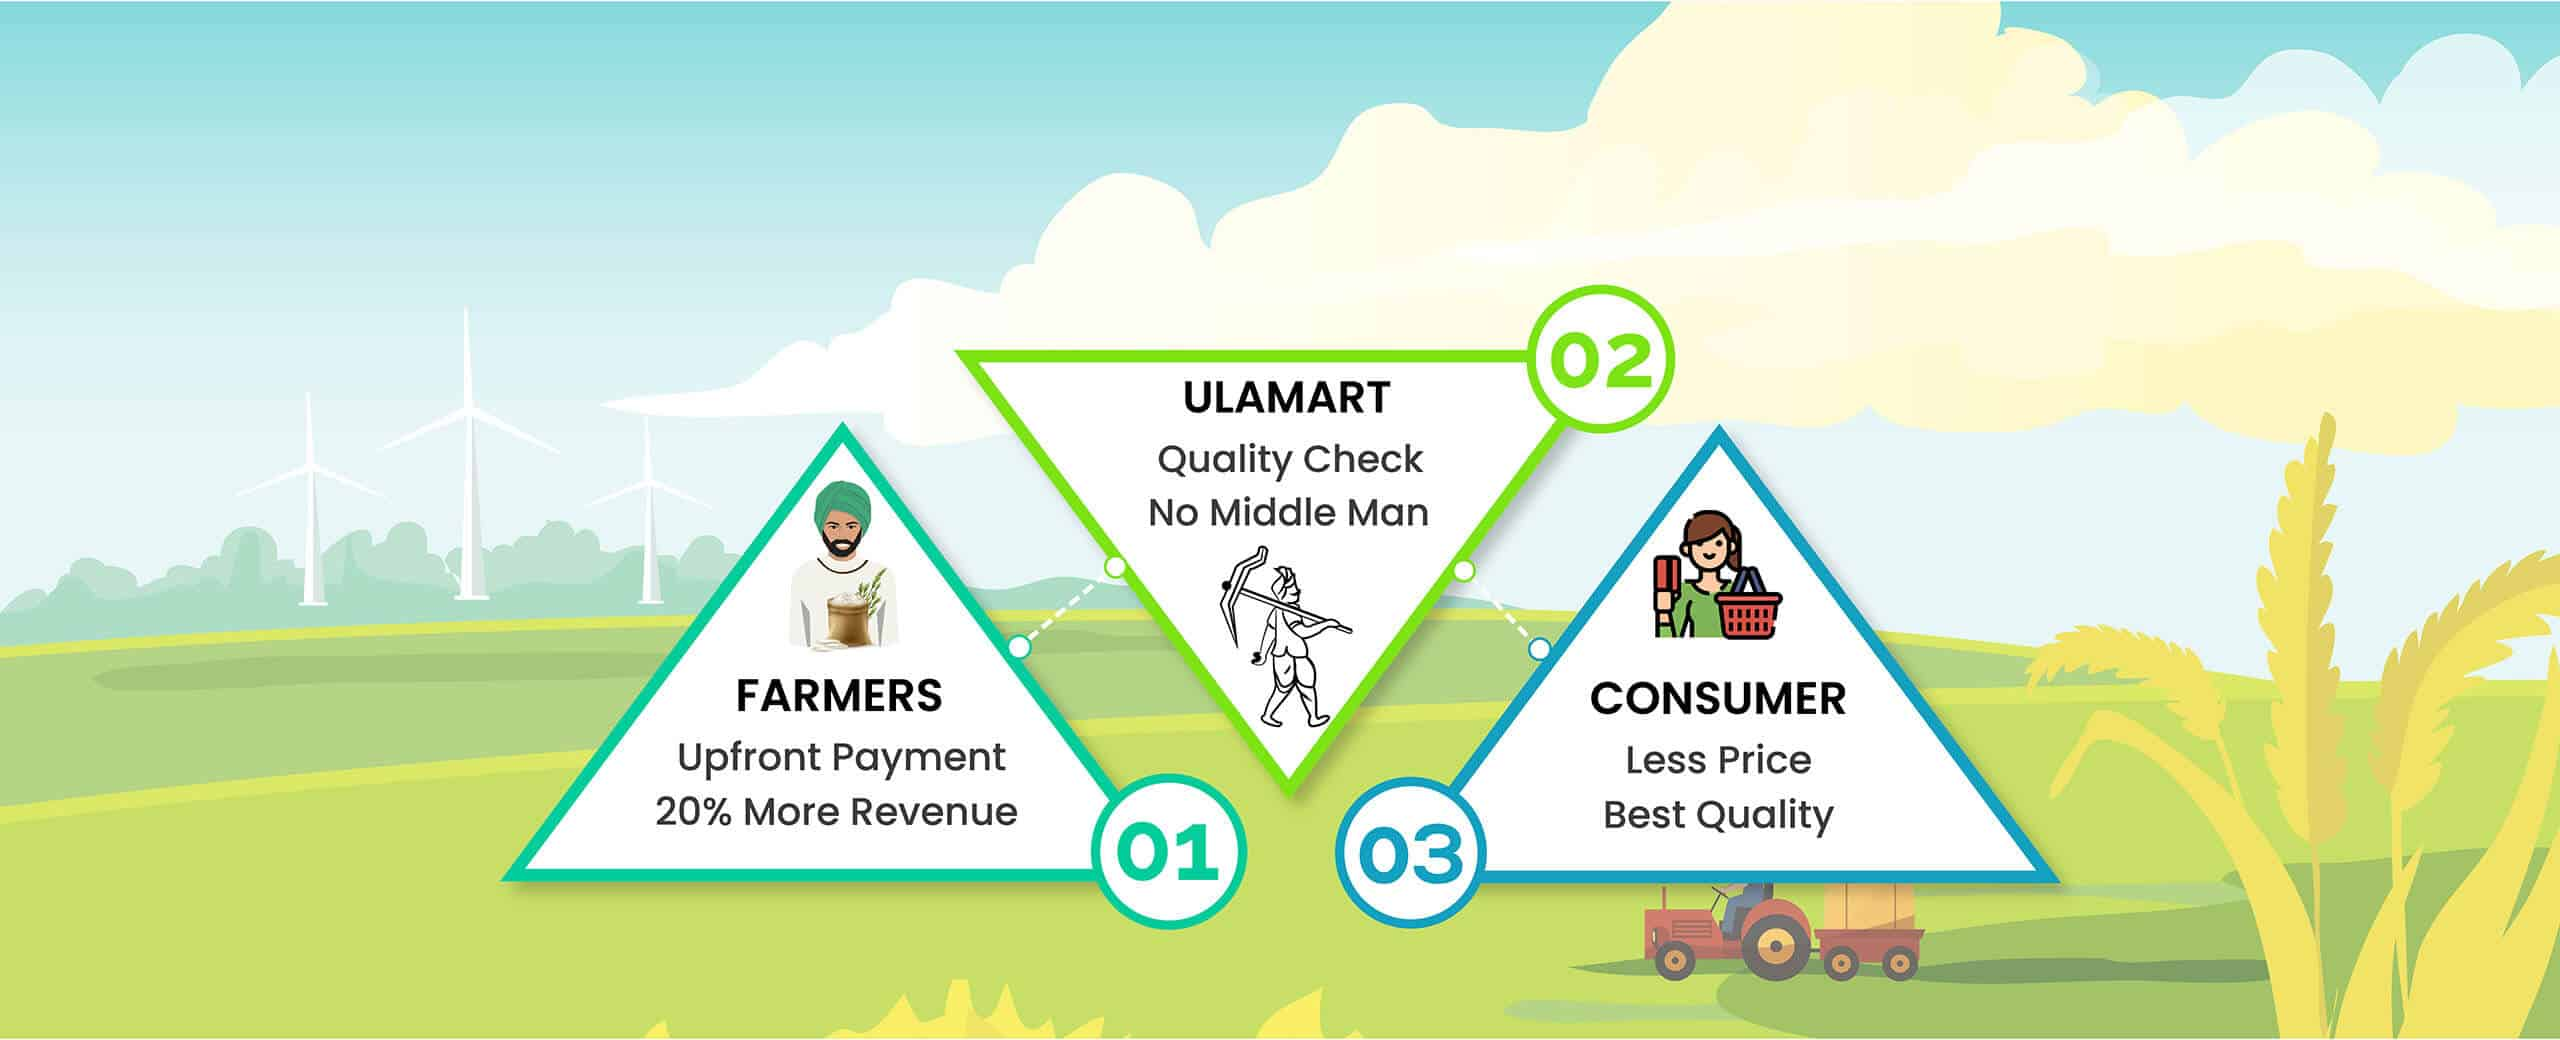 FARMERS
Upfront Payment
20% More Revenue
01
ULAMART
Quality Check
No Middle Man
02
CONSUMER
Less Price
Best Quality
03